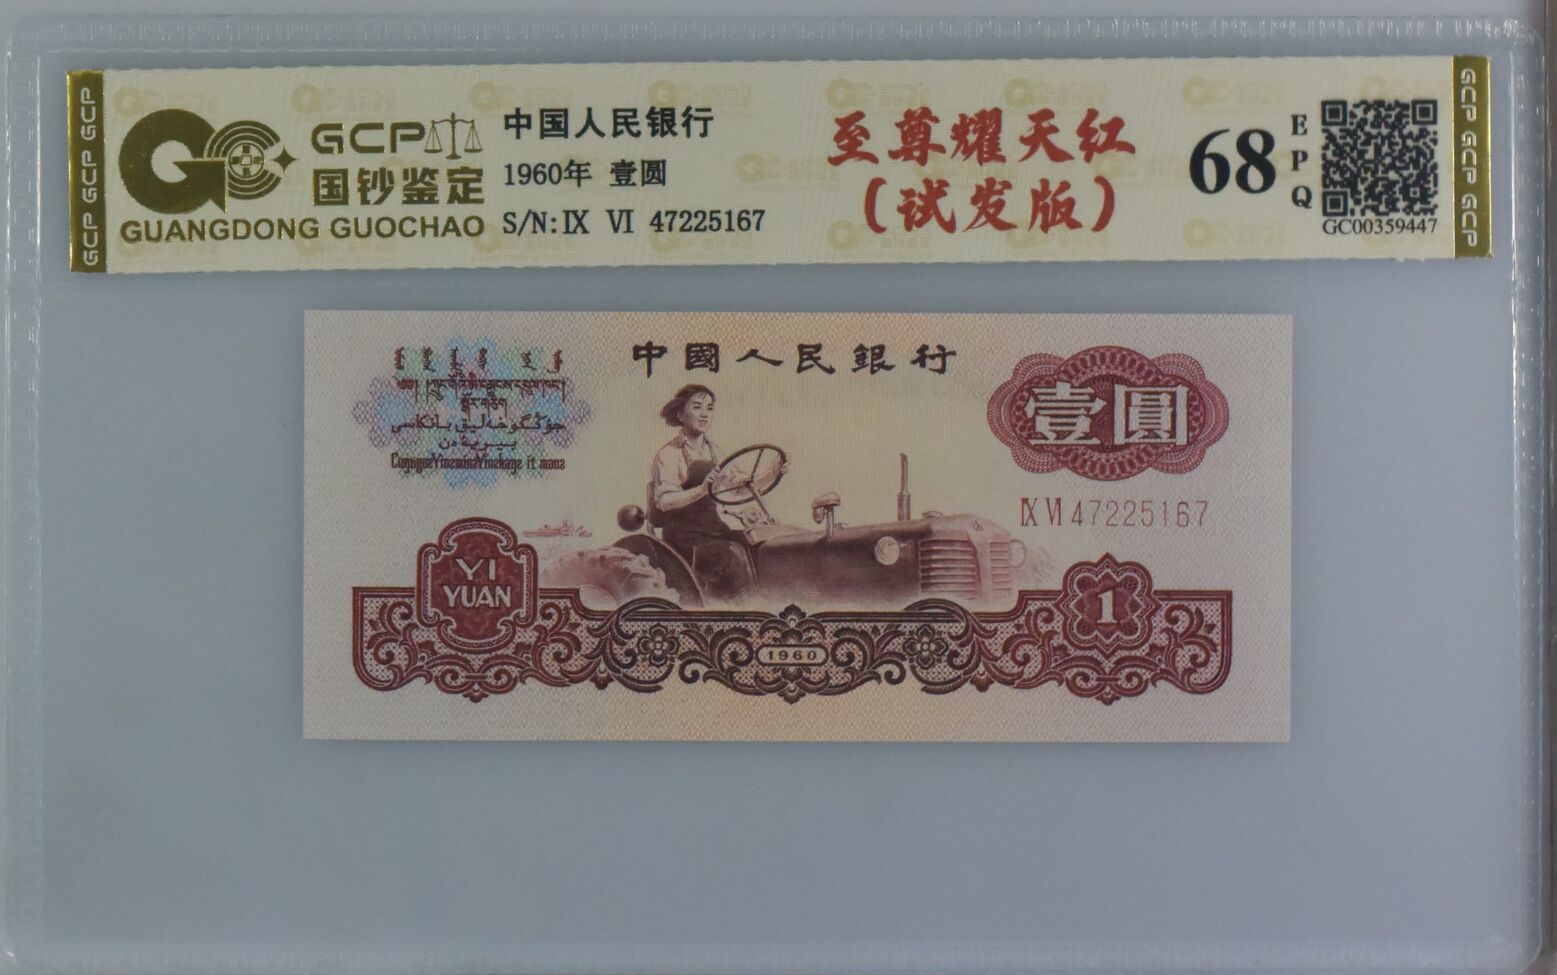 GCP GCP GCP
GCP
国钞鉴定
GUANGDONG GUOCHAO
中国人民银行
1960年 壹圆
S/N: IX VI 47225167
至尊耀天红
(试发版)
68
EPQ
GC00359447
GCP GCP GCP
中國人民銀行
壹圓
IX VI 47225167
YI
YUAN
1960
1